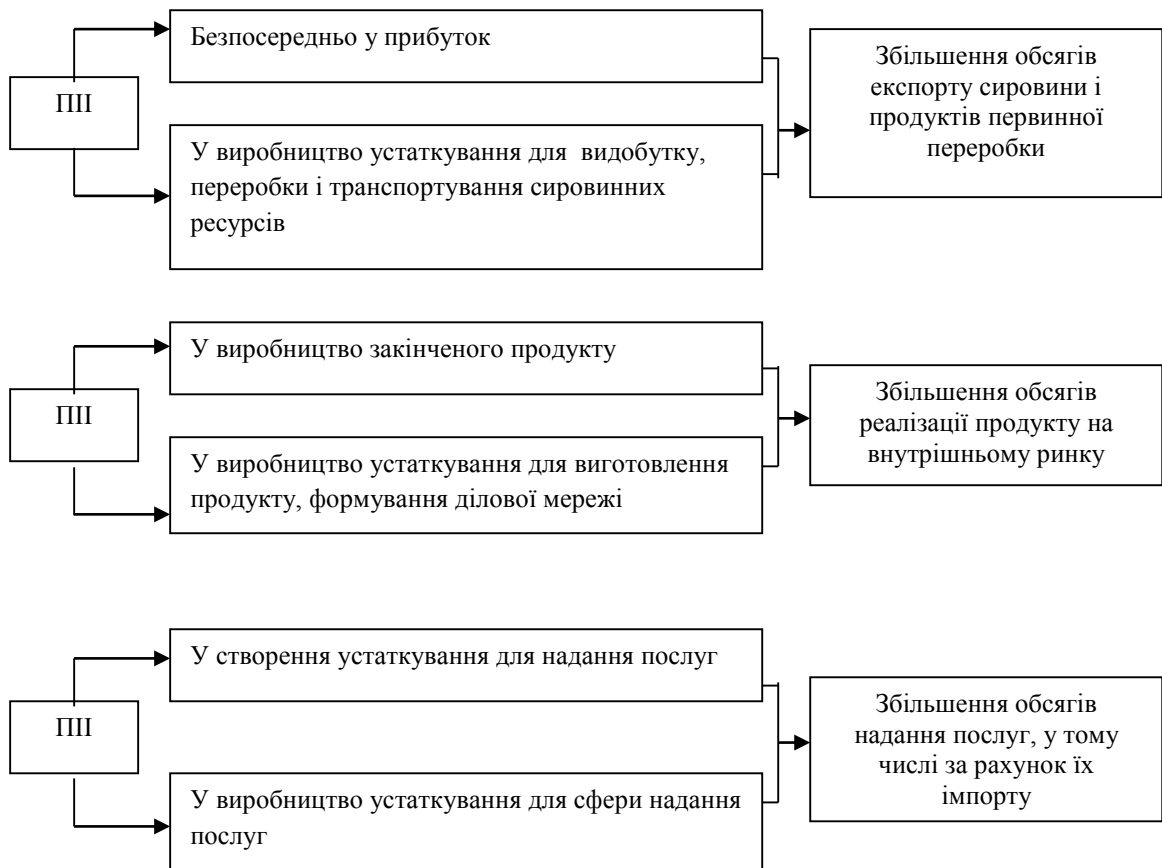 ПІІ
Безпосередньо у прибуток
У виробництво устаткування для видобутку,
переробки і транспортування сировинних
ресурсів
Збільшення обсягів
експорту сировини і
продуктів первинної
переробки
ПІІ
У виробництво закінченого продукту
У виробництво устаткування для виготовлення
продукту, формування ділової мережі
Збільшення обсягів
реалізації продукту на
внутрішньому ринку
ПІІ
У створення устаткування для надання послуг
У виробництво устаткування для сфери надання
послуг
Збільшення обсягів
надання послуг, у тому
числі за рахунок їх
імпорту